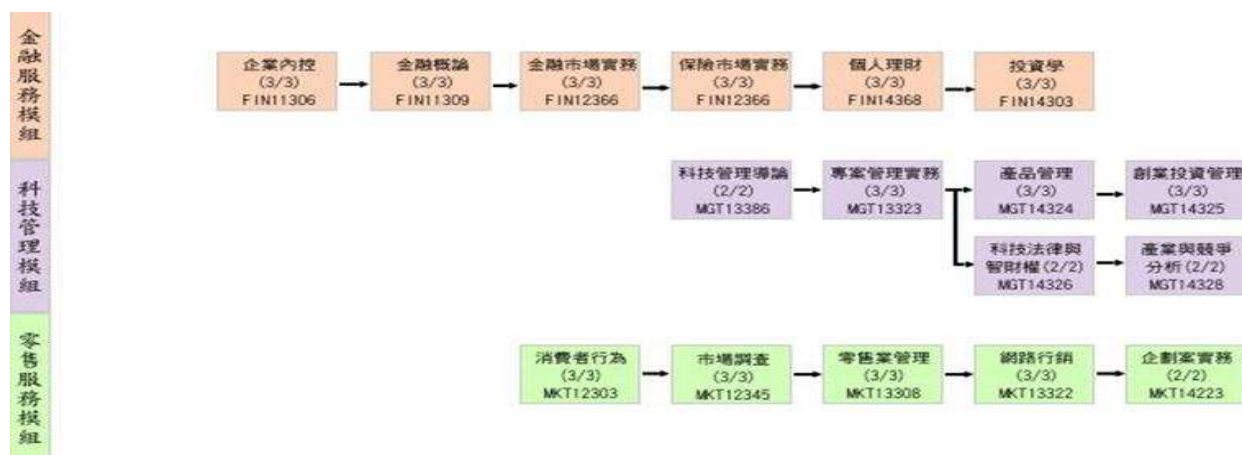 金融服務模組
企業內控
(3/3)
FIN11306
金融概論
(3/3)
FIN11309
金融市場實務
(3/3)
FIN12366
保險市場實務
(3/3)
FIN12366
個人理財
(3/3)
FIN14368
投資學
(3/3)
FIN14303
科技管理模組
科技管理導論
(2/2)
MGT13386
專案管理實務
(3/3)
MGT13323
產品管理
(3/3)
MGT14324
創業投資管理
(3/3)
MGT14325
科技法律與
智財權(2/2)
MGT14326
產業與競爭
分析(2/2)
MGT14328
零售服務模組
消費者行為
(3/3)
MKT12303
市場調查
(3/3)
MKT12345
零售業管理
(3/3)
MKT13308
網路行銷
(3/3)
MKT13322
企劃案實務
(2/2)
MKT14223